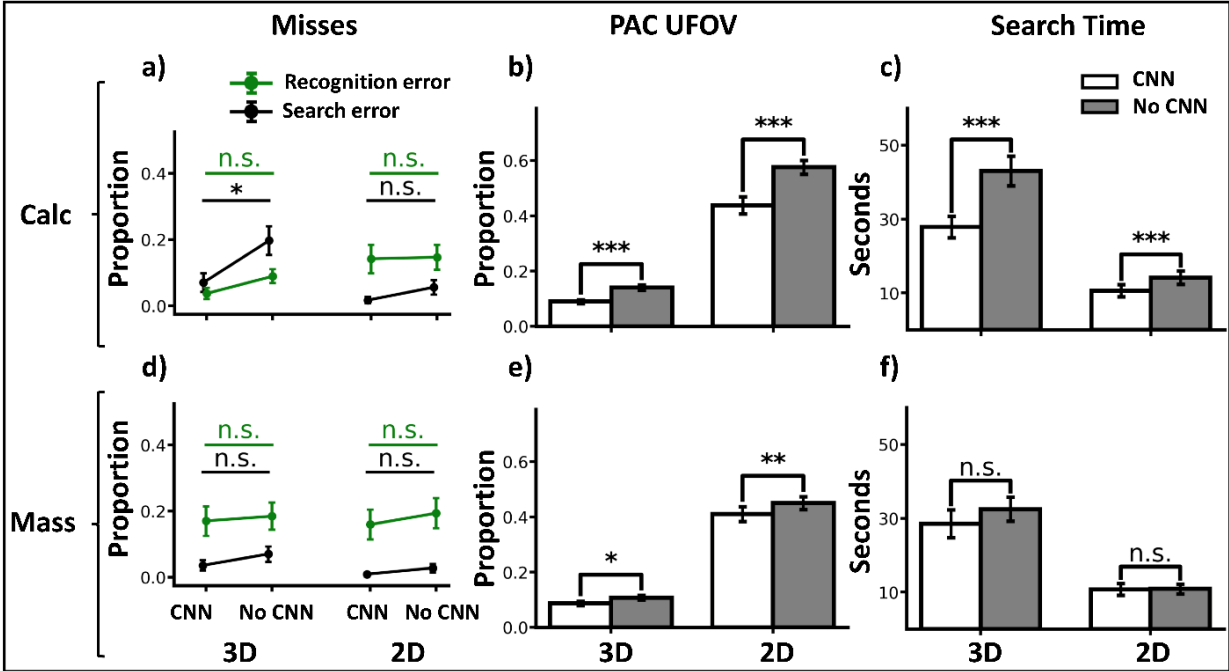 Misses
PAC UFOV
Search Time
Calc
a)
Recognition error
Search error
Proportion
0.4
0.2
0.0
n.s.
*
n.s.
n.s.
b)
Proportion
0.6
0.4
0.2
0.0
***
***
c)
CNN
No CNN
Seconds
50
30
10
***
***
Mass
d)
Proportion
0.4
0.2
0.0
n.s.
n.s.
n.s.
n.s.
CNN No CNN
CNN No CNN
3D
2D
e)
Proportion
0.6
0.4
0.2
0.0
*
**
3D
2D
f)
Seconds
50
30
10
n.s.
n.s.
3D
2D